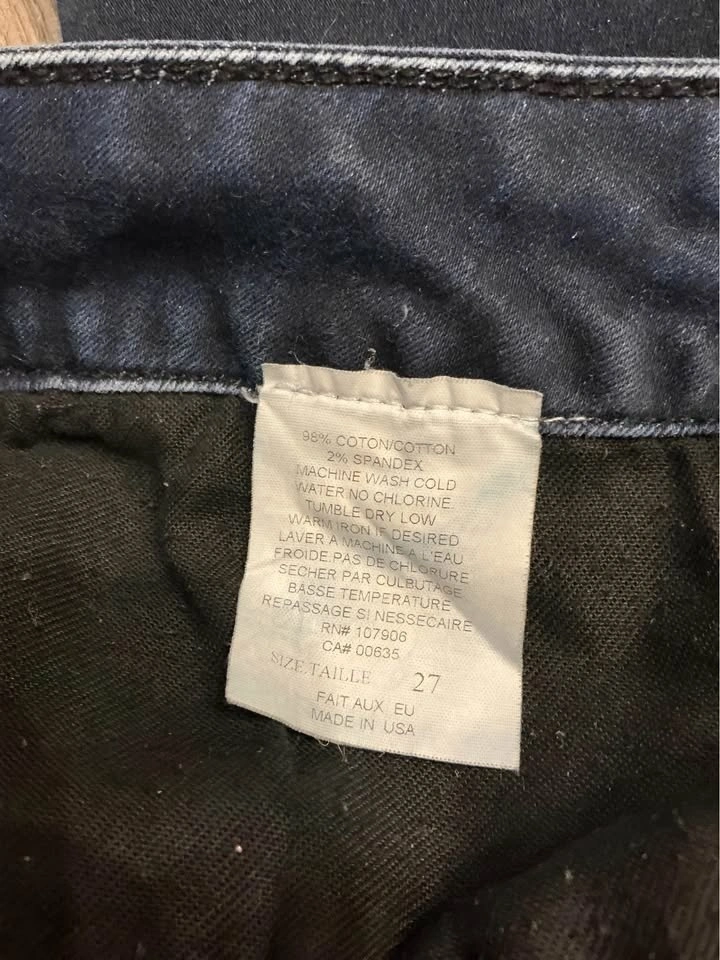 98% COTON/COTTON
2% SPANDEX
MACHINE WASH COLD
WATER NO CHLORINE.
TUMBLE DRY LOW
WARM IRON IF DESIRED
LAVER A MACHINE A L'EAU
FROIDE.PAS DE CHLORURE
SECHER PAR CULBUTAGE
BASSE TEMPERATURE
REPASSAGE SI NESSECAIRE
RN# 107906
CA# 00635
SIZE.TAILLE 27
FAIT AUX EU
MADE IN USA